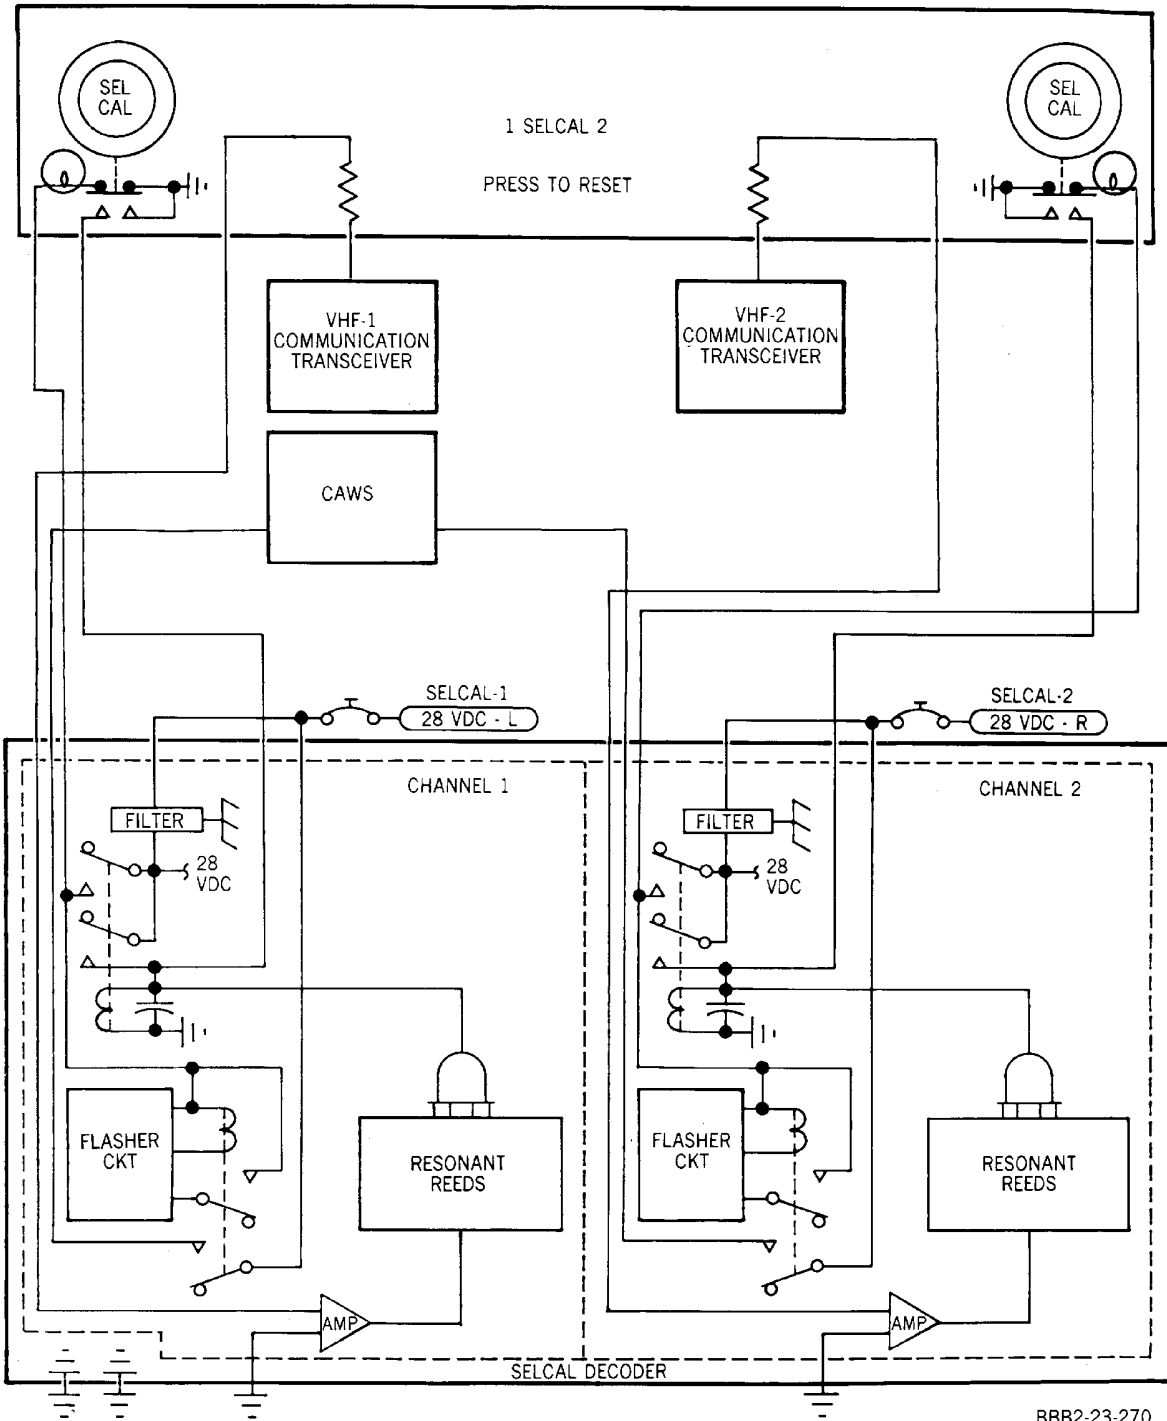 SEL
CAL
SEL
CAL
1 SELCAL 2
PRESS TO RESET
VHF-1
COMMUNICATION
TRANSCEIVER
VHF-2
COMMUNICATION
TRANSCEIVER
CAWS
SELCAL-1
28 VDC - L
SELCAL-2
28 VDC - R
CHANNEL 1
CHANNEL 2
FILTER
28
VDC
FILTER
28
VDC
FLASHER
CKT
RESONANT
REEDS
FLASHER
CKT
RESONANT
REEDS
AMP
AMP
SELCAL DECODER
BBB2-23-270